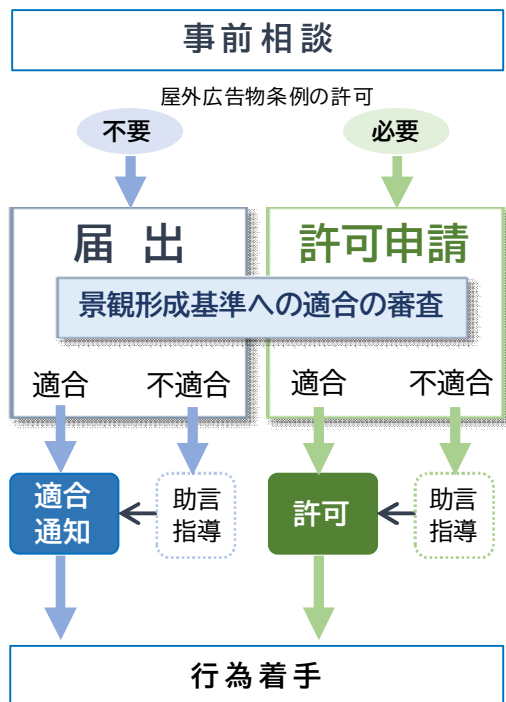 事前相談
屋外広告物条例の許可
不要
必要
届出
許可申請
景観形成基準への適合の審査
適合
不適合
適合
不適合
適合
通知
助言
指導
許可
助言
指導
行為着手